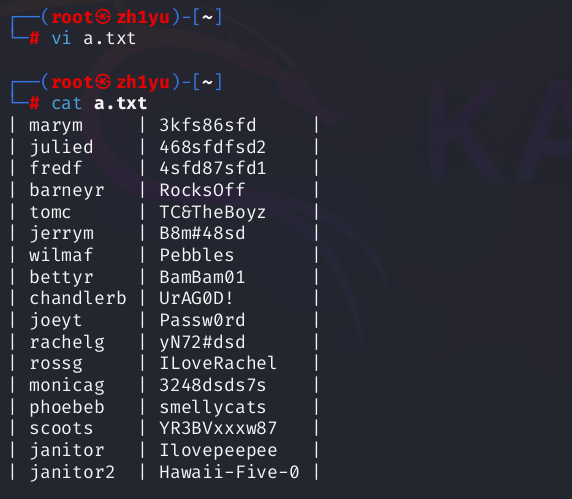 ┌──(root㉿zh1yu)-[~]
└─# vi a.txt
┌──(root㉿zh1yu)-[~]
└─# cat a.txt
| marym     | 3kfs86sfd     |
| julied    | 468sfdfsd2    |
| fredf     | 4sfd87sfd1    |
| barneyr   | RocksOff      |
| tomc      | TC&TheBoyz    |
| jerrym    | B8m#48sd      |
| wilmaf    | Pebbles       |
| bettyr    | BamBam01      |
| chandlerb | UrAG0D!       |
| joeyt     | Passw0rd      |
| rachelg   | yN72#dsd      |
| rossg     | ILoveRachel   |
| monicag   | 3248dsds7s    |
| phoebeb   | smellycats    |
| scoots    | YR3BVxxxw87   |
| janitor   | Ilovepeepee   |
| janitor2  | Hawaii-Five-0 |
KA